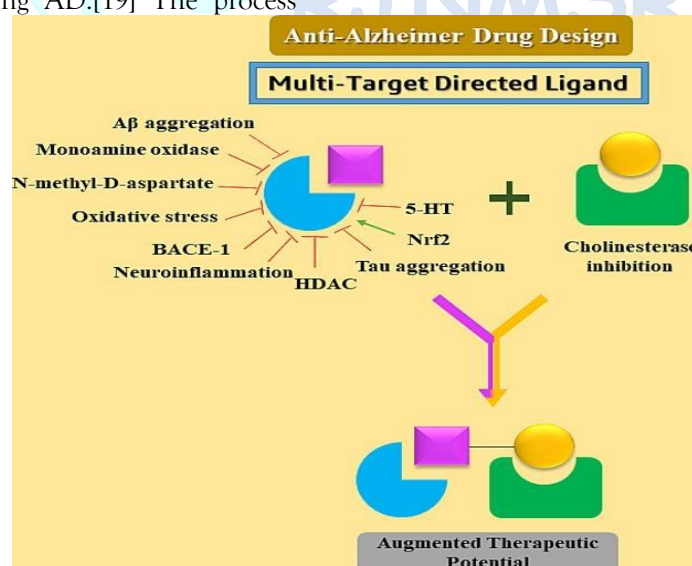 ng AD.[19] The process
Anti-Alzheimer Drug Design
Multi-Target Directed Ligand
Aβ aggregation
Monoamine oxidase
N-methyl-D-aspartate
Oxidative stress
BACE-1
Neuroinflammation
HDAC
5-HT
Nrf2
Tau aggregation
+
Cholinesterase
inhibition
Augmented Therapeutic
Potential